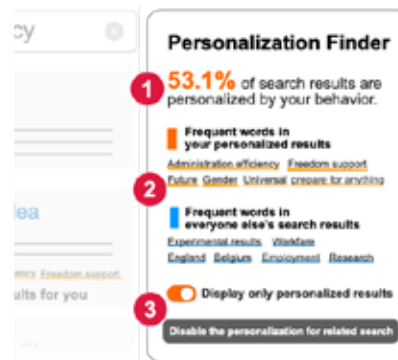 cy
Personalization Finder
1
53.1% of search results are
personalized by your behavior.
Frequent words in
your personalized results
Administration efficiency Freedom support
Future Gender Universal prepare for anything
2
lea
Frequent words in
everyone else's search results
Experimental results Workfare
England Belgium Employment Research
ency Freedom support
ults for you
3
Display only personalized results
Disable the personalization for related search
...